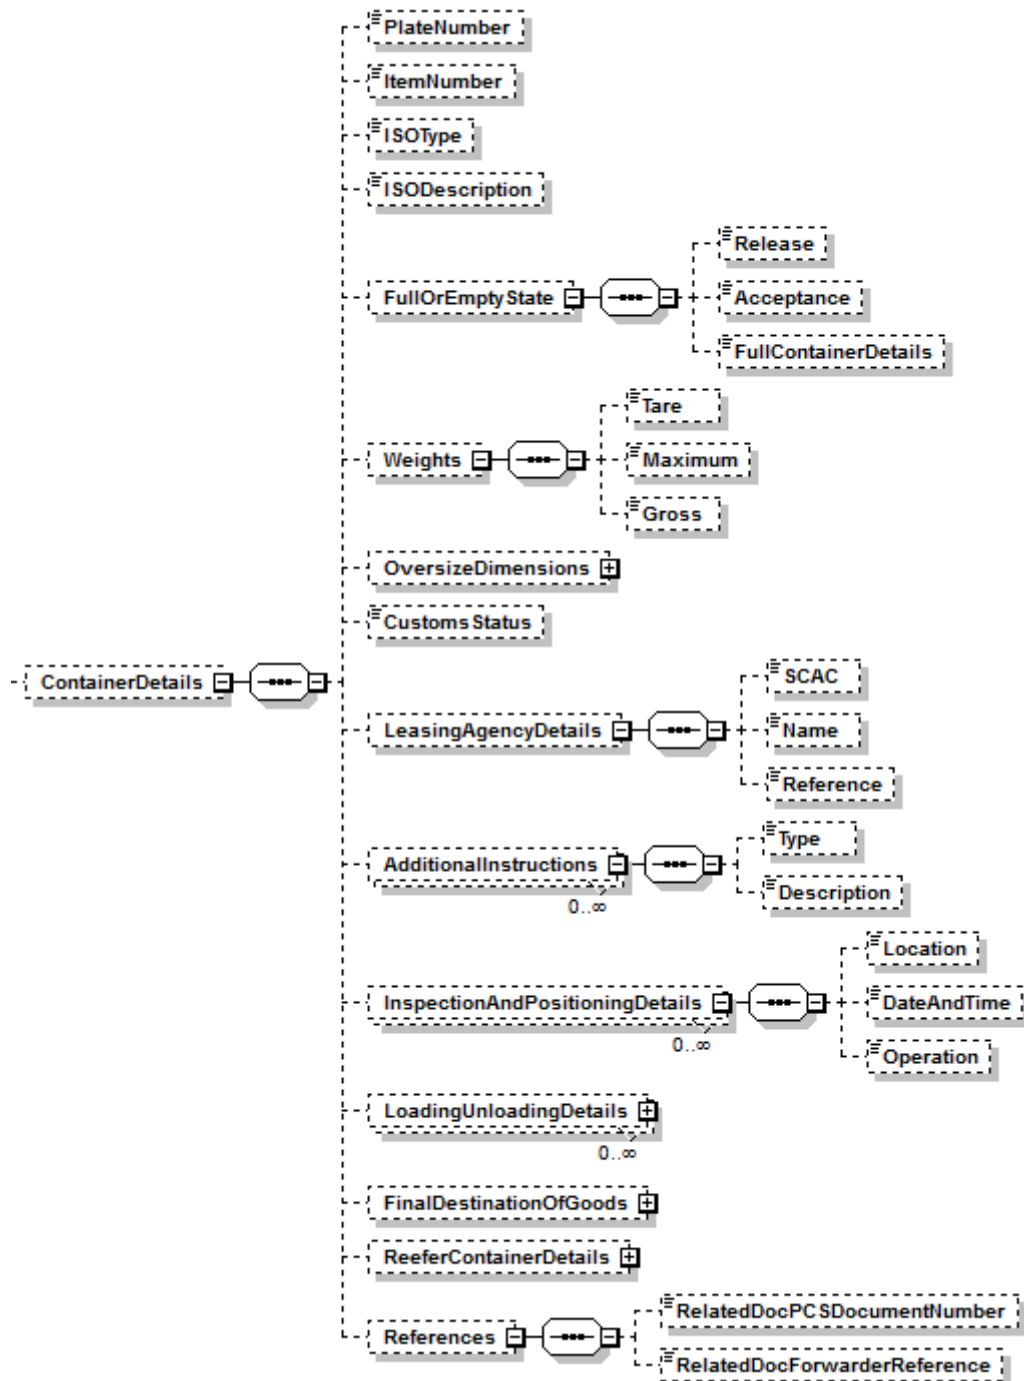 PlateNumber
ItemNumber
ISOType
ISODescription
Release
FullOrEmptyState
Acceptance
FullContainerDetails
Tare
Weights
Maximum
Gross
OversizeDimensions
CustomsStatus
ContainerDetails
SCAC
LeasingAgencyDetails
Name
Reference
Type
AdditionalInstructions
Description
0..∞
Location
InspectionAndPositioningDetails
DateAndTime
0..∞
Operation
LoadingUnloadingDetails
0..∞
FinalDestinationOfGoods
ReeferContainerDetails
RelatedDocPCSDocumentNumber
References
RelatedDocForwarderReference